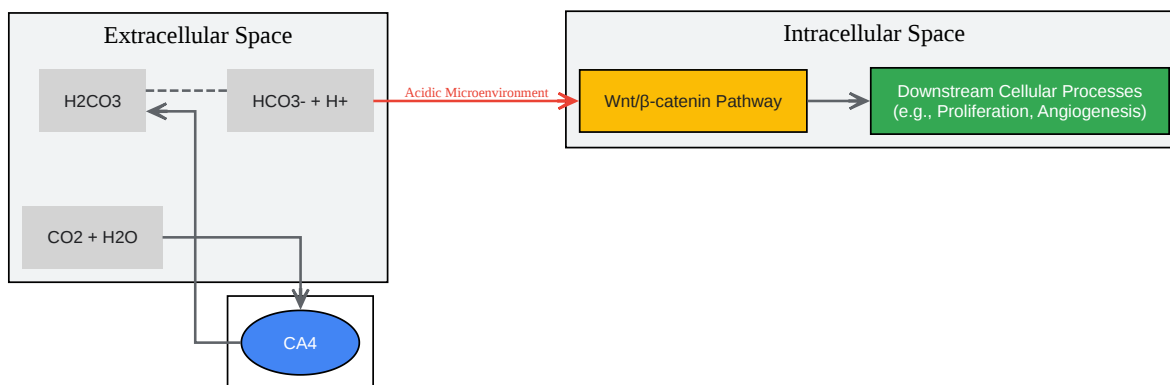 Extracellular Space
Intracellular Space
H2CO3
HCO3- + H+
Acidic Microenvironment
Wnt/β-catenin Pathway
Downstream Cellular Processes
(e.g., Proliferation, Angiogenesis)
CO2 + H2O
CA4